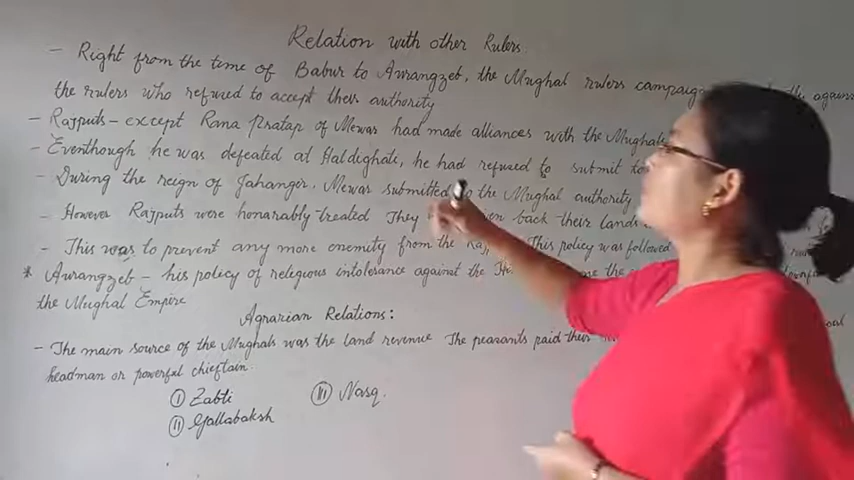 Relation with other Rulers
- Right from the time of Babur to Aurangzeb, the Mughal rulers campaig agains
the rulers who refused to accept their authority
- Rajputs - except Rana Pratap of Mewar had made alliances with the Mughals
- Eventhough he was defeated at Haldighate, he had refused to submit to
- During the reign of Jahangir, Mewar submitted to the Mughal authority
- However Rajputs were honarably treated They back their lands
- This was to prevent any more enemity from the This policy was followed
* Aurangzeb - his policy of religious intolerance against the
the Mughal Empire
Agrarian Relations:
- The main source of the Mughals was the land revenue The peasants paid their
headman or powerful chieftain.
(I) Zabti (III) Nasq.
(II) Gallabaksh